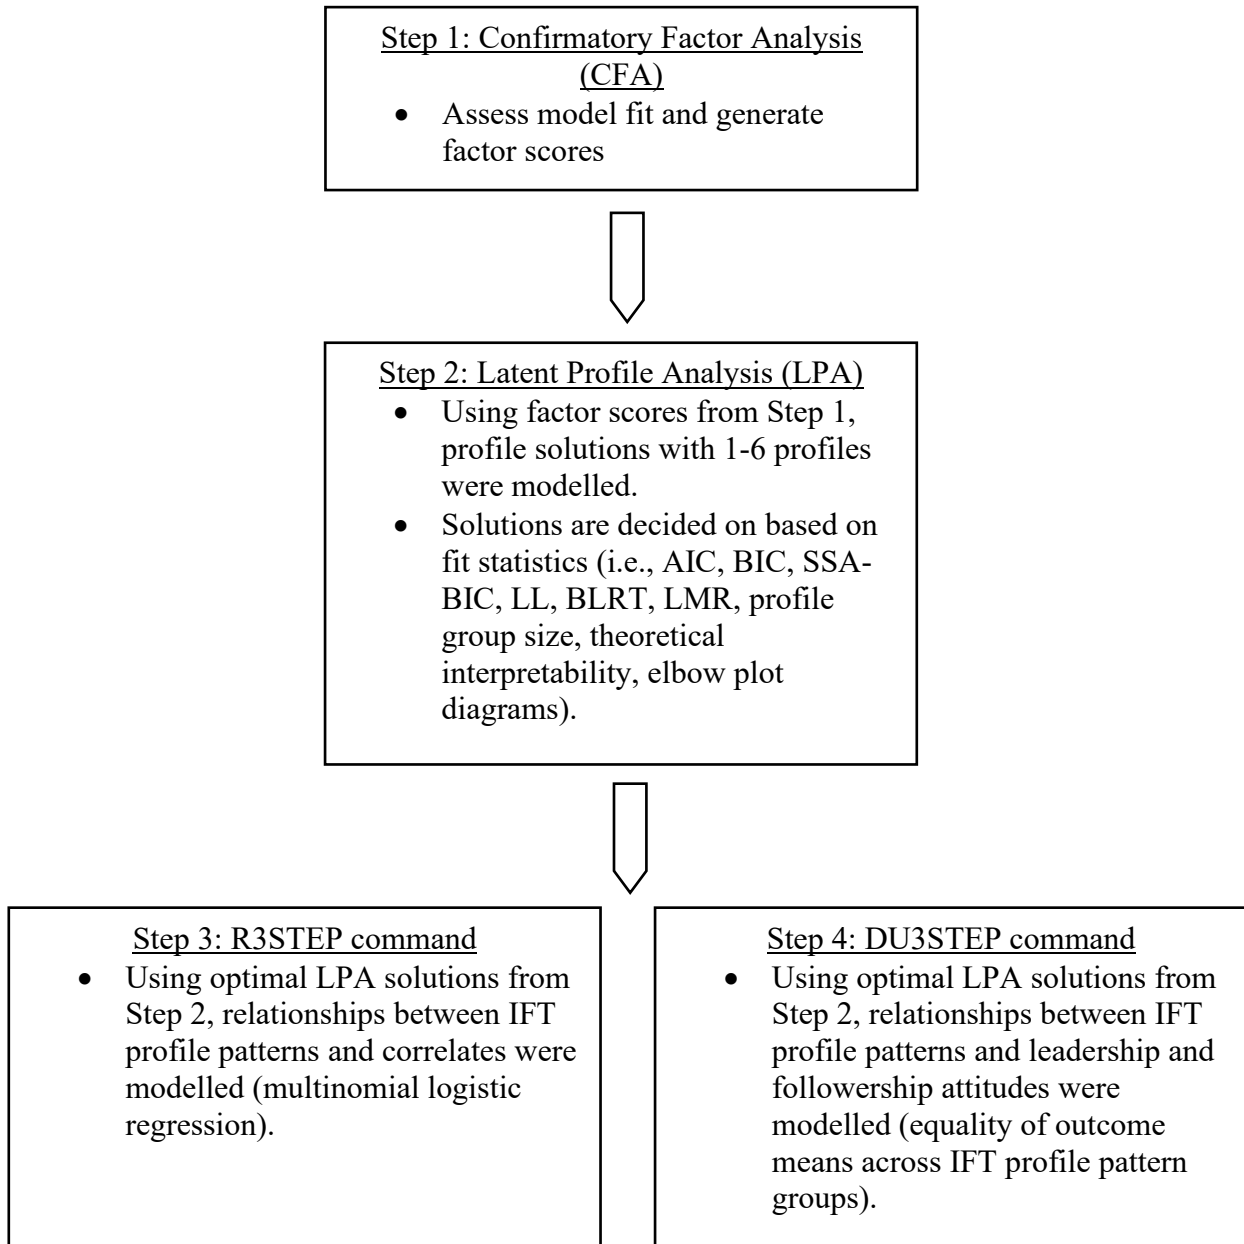 Step 1: Confirmatory Factor Analysis
(CFA)
• Assess model fit and generate
factor scores
Step 2: Latent Profile Analysis (LPA)
• Using factor scores from Step 1,
profile solutions with 1-6 profiles
were modelled.
• Solutions are decided on based on
fit statistics (i.e., AIC, BIC, SSA-
BIC, LL, BLRT, LMR, profile
group size, theoretical
interpretability, elbow plot
diagrams).
Step 3: R3STEP command
• Using optimal LPA solutions from
Step 2, relationships between IFT
profile patterns and correlates were
modelled (multinomial logistic
regression).
Step 4: DU3STEP command
• Using optimal LPA solutions from
Step 2, relationships between IFT
profile patterns and leadership and
followership attitudes were
modelled (equality of outcome
means across IFT profile pattern
groups).